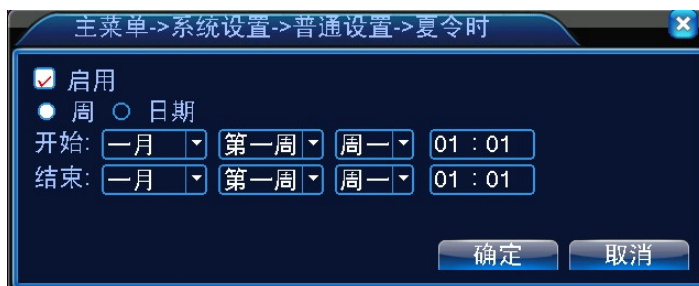 主菜单->系统设置->普通设置->夏令时
启用
周 日期
开始: 一月 第一周 周一 01：01
结束: 一月 第一周 周一 01：01
确定 取消